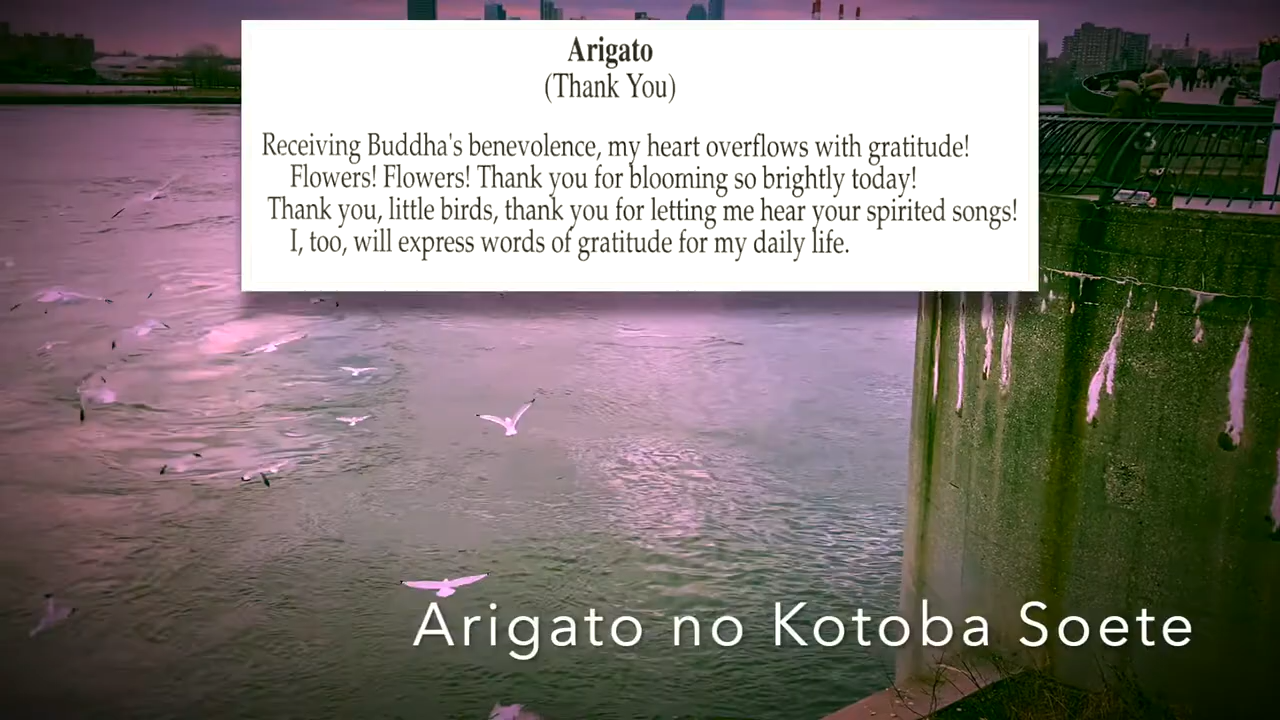 Arigato
(Thank You)
Receiving Buddha's benevolence, my heart overflows with gratitude!
Flowers! Flowers! Thank you for blooming so brightly today!
Thank you, little birds, thank you for letting me hear your spirited songs!
I, too, will express words of gratitude for my daily life.
Arigato no Kotoba Soete